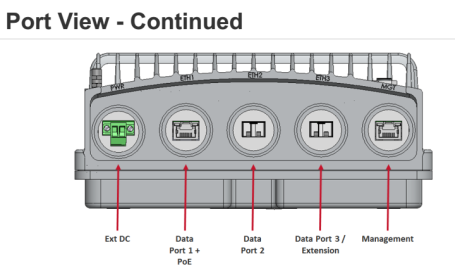 Port View - Continued
PWR ETH1 ETH2 ETH3 MGT
Ext DC
Data
Port 1 +
PoE
Data
Port 2
Data Port 3 /
Extension
Management